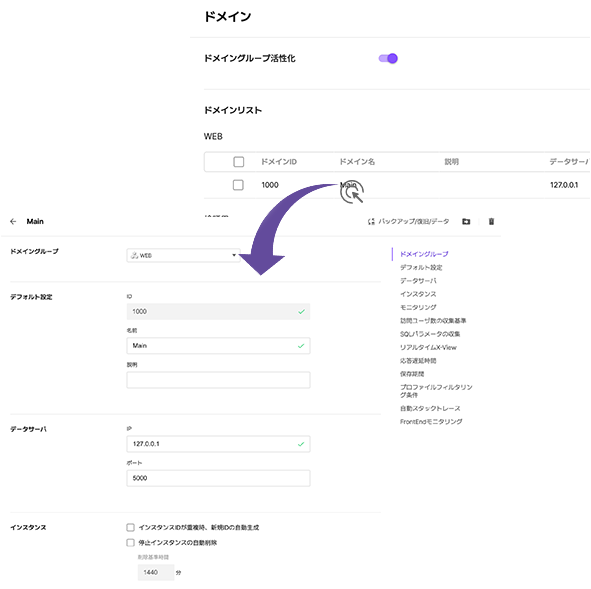 ドメイン
ドメイングループ活性化
ドメインリスト
WEB
ドメインID ドメイン名 説明 データサーバ
1000 Main 127.0.0.1
← Main
バックアップ/復旧/データ
ドメイングループ
WEB
デフォルト設定
ID
1000
名前
Main
説明
データサーバ
IP
127.0.0.1
ポート
5000
インスタンス
インスタンスIDが重複時、新規IDの自動生成
停止インスタンスの自動削除
削除基準時間
1440 分
ドメイングループ
デフォルト設定
データサーバ
インスタンス
モニタリング
訪問ユーザ数の収集基準
SQLパラメータの収集
リアルタイムX-View
応答遅延時間
保存期間
プロファイルフィルタリン
グ条件
自動スタックトレース
FrontEndモニタリング